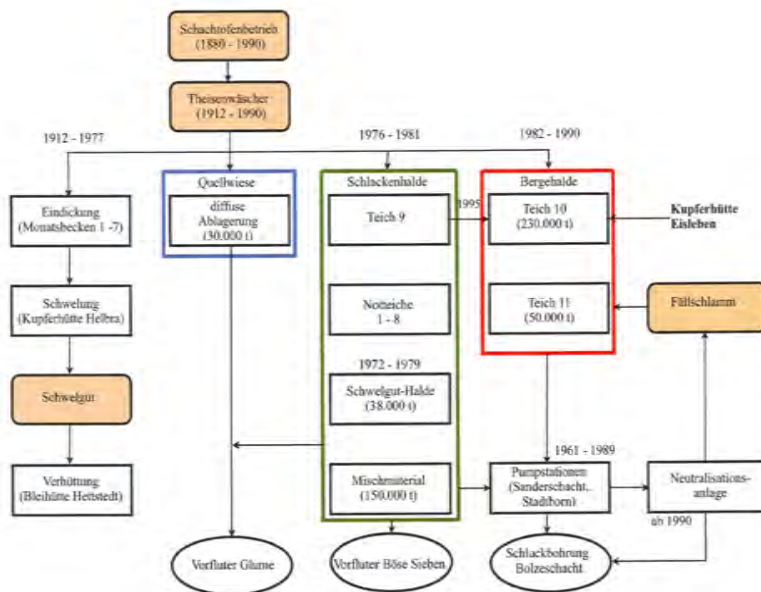 Schachtofenbetrieb
(1880 - 1990)
Theisenwäscher
(1912 - 1990)
1912 - 1977
1976 - 1981
1982 - 1990
Quellwiese
diffuse
Ablagerung
(30.000 t)
Schlackenhalde
Teich 9
1995
Bergehalde
Teich 10
(230.000 t)
Kupferhütte
Eisleben
Eindickung
(Monatsbecken 1 -7)
Schwelung
(Kupferhütte Helbra)
Notteiche
1 - 8
Teich 11
(50.000 t)
Fällschlamm
Schwelgut
1972 - 1979
Schwelgut-Halde
(38.000 t)
1961 - 1989
Verhüttung
(Bleihütte Hettstedt)
Mischmaterial
(150.000 t)
Pumpstationen
(Sanderschacht,
Stadtborn)
Neutralisations-
anlage
ab 1990
Vorfluter Glume
Vorfluter Böse Sieben
Schlackbohrung
Bolzeschacht